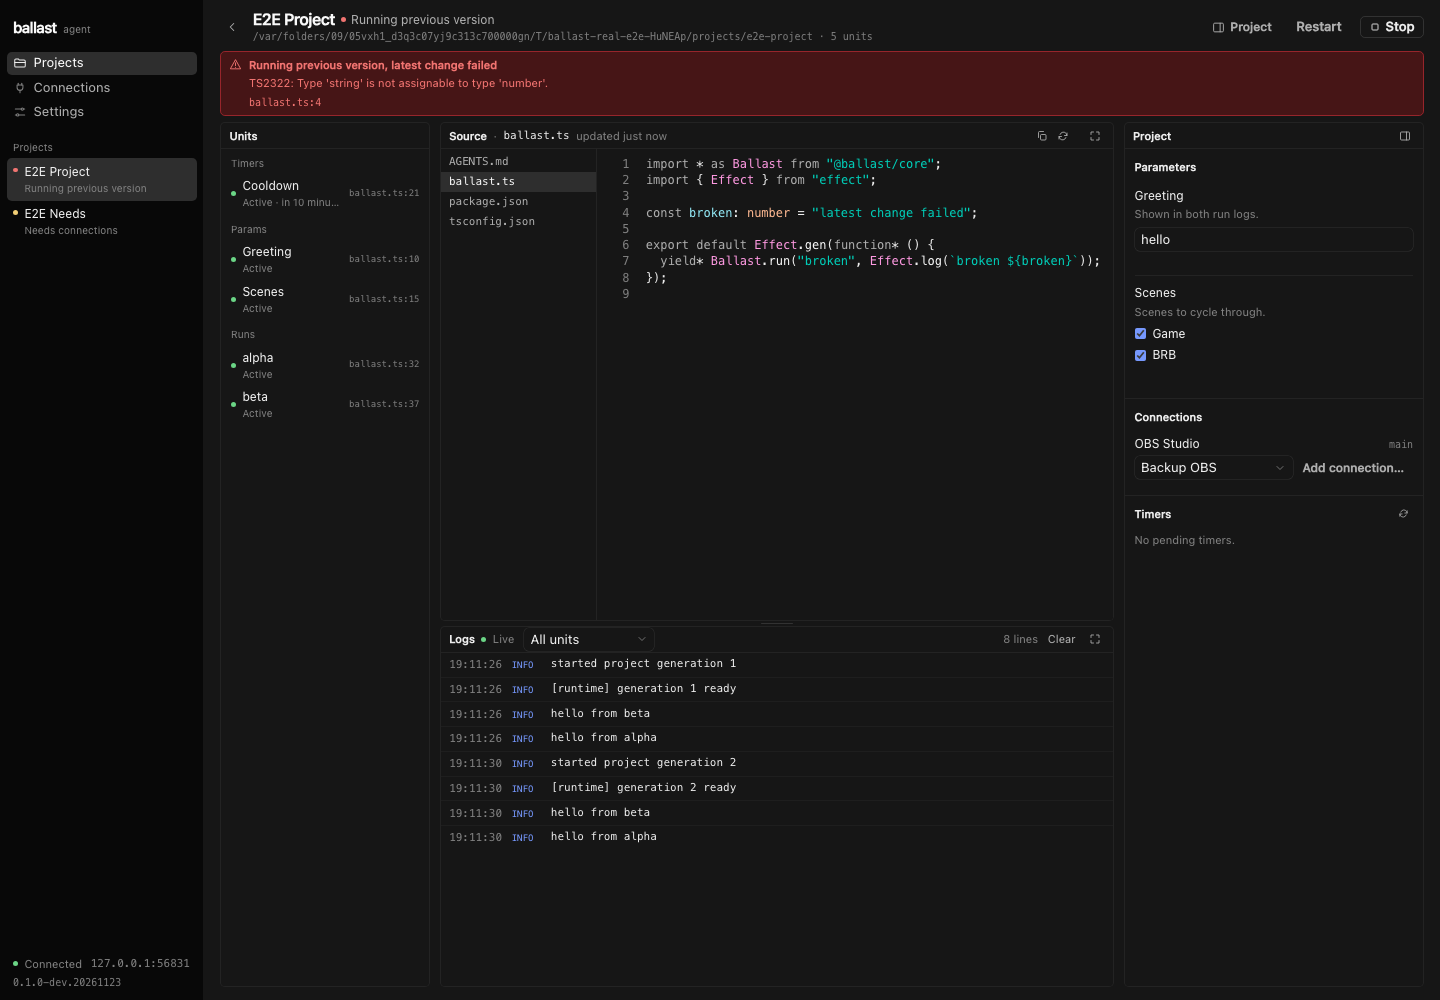 ballast agent
Projects
Connections
Settings
Projects
E2E Project
Running previous version
E2E Needs
Needs connections
Connected 127.0.0.1:56831
0.1.0-dev.20261123
E2E Project Running previous version
/var/folders/09/05vxh1_d3q3c07yj9c313c700000gn/T/ballast-real-e2e-HuNEAp/projects/e2e-project · 5 units
Project Restart Stop
Running previous version, latest change failed
TS2322: Type 'string' is not assignable to type 'number'.
ballast.ts:4
Units
Timers
Cooldown ballast.ts:21
Active · in 10 minu...
Params
Greeting ballast.ts:10
Active
Scenes ballast.ts:15
Active
Runs
alpha ballast.ts:32
Active
beta ballast.ts:37
Active
Source · ballast.ts updated just now
AGENTS.md
ballast.ts
package.json
tsconfig.json
1 import * as Ballast from "@ballast/core";
2 import { Effect } from "effect";
3
4 const broken: number = "latest change failed";
5
6 export default Effect.gen(function* () {
7 yield* Ballast.run("broken", Effect.log(`broken ${broken}`));
8 });
9
Logs Live All units 8 lines Clear
19:11:26 INFO started project generation 1
19:11:26 INFO [runtime] generation 1 ready
19:11:26 INFO hello from beta
19:11:26 INFO hello from alpha
19:11:30 INFO started project generation 2
19:11:30 INFO [runtime] generation 2 ready
19:11:30 INFO hello from beta
19:11:30 INFO hello from alpha
Project
Parameters
Greeting
Shown in both run logs.
hello
Scenes
Scenes to cycle through.
Game
BRB
Connections
OBS Studio main
Backup OBS Add connection...
Timers
No pending timers.